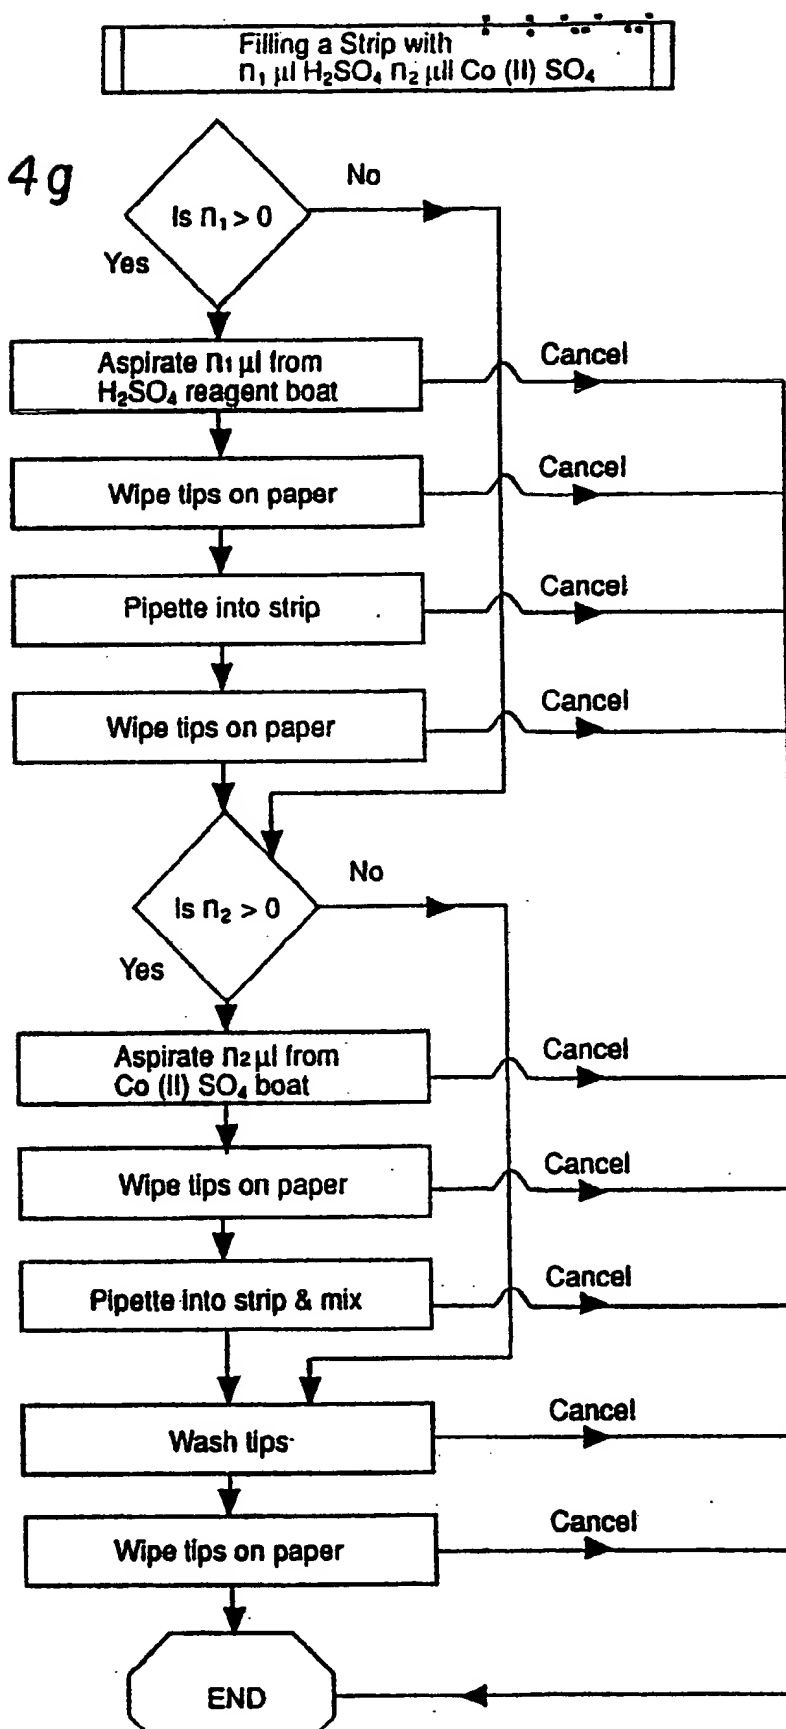 Filling a Strip with
n₁ µl H₂SO₄ n₂ µll Co (II) SO₄
4g
No
Is n₁ > 0
Yes
Aspirate n₁ µl from
H₂SO₄ reagent boat
Cancel
Wipe tips on paper
Cancel
Pipette into strip
Cancel
Wipe tips on paper
Cancel
No
Is n₂ > 0
Yes
Aspirate n₂ µl from
Co (II) SO₄ boat
Cancel
Wipe tips on paper
Cancel
Pipette into strip & mix
Cancel
Wash tips
Cancel
Wipe tips on paper
Cancel
END